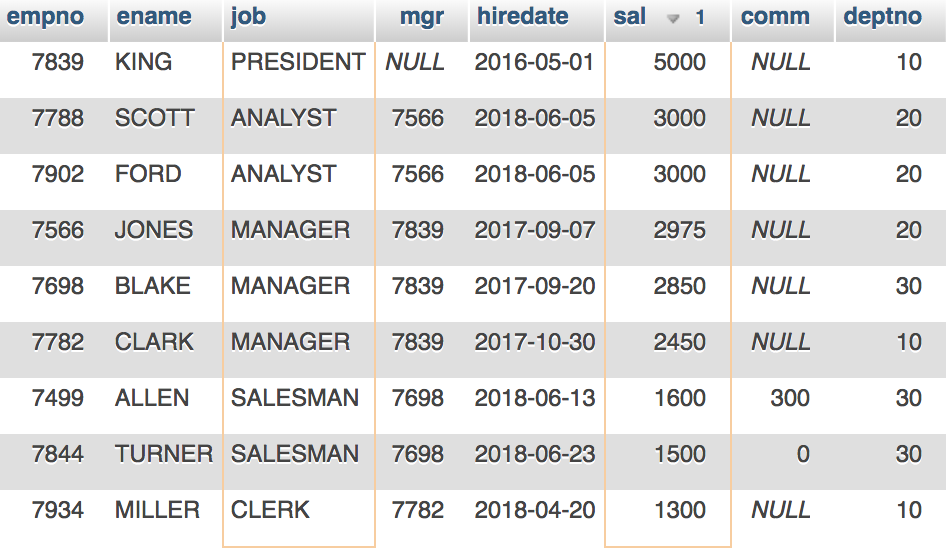 empno ename job mgr hiredate sal 1 comm deptno
7839 KING PRESIDENT NULL 2016-05-01 5000 NULL 10
7788 SCOTT ANALYST 7566 2018-06-05 3000 NULL 20
7902 FORD ANALYST 7566 2018-06-05 3000 NULL 20
7566 JONES MANAGER 7839 2017-09-07 2975 NULL 20
7698 BLAKE MANAGER 7839 2017-09-20 2850 NULL 30
7782 CLARK MANAGER 7839 2017-10-30 2450 NULL 10
7499 ALLEN SALESMAN 7698 2018-06-13 1600 300 30
7844 TURNER SALESMAN 7698 2018-06-23 1500 0 30
7934 MILLER CLERK 7782 2018-04-20 1300 NULL 10